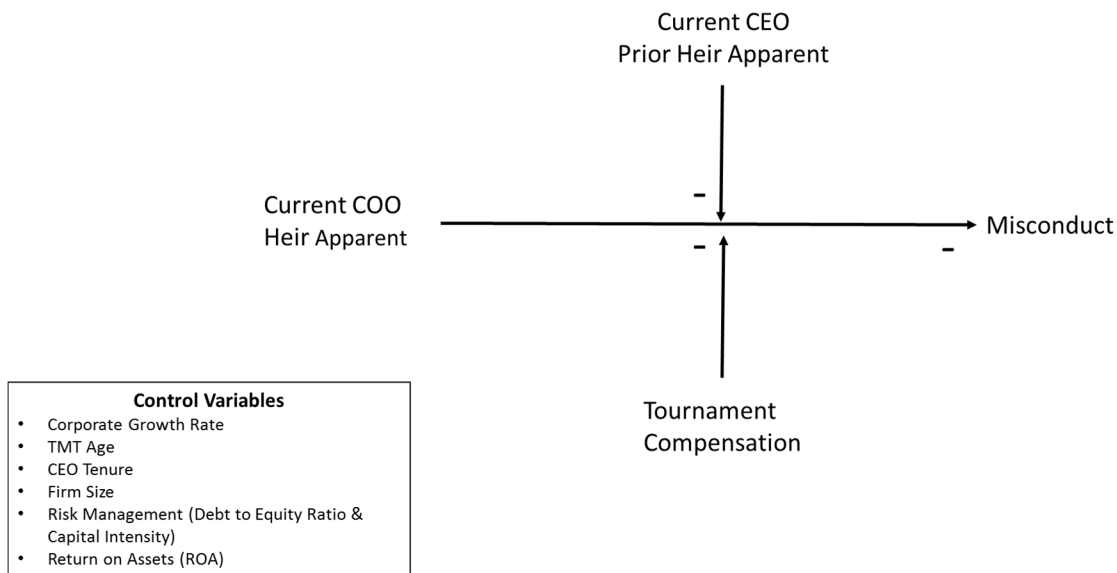 Current CEO
Prior Heir Apparent
-
Current COO
Heir Apparent
-
-
Misconduct
Tournament
Compensation
Control Variables
• Corporate Growth Rate
• TMT Age
• CEO Tenure
• Firm Size
• Risk Management (Debt to Equity Ratio &
Capital Intensity)
• Return on Assets (ROA)